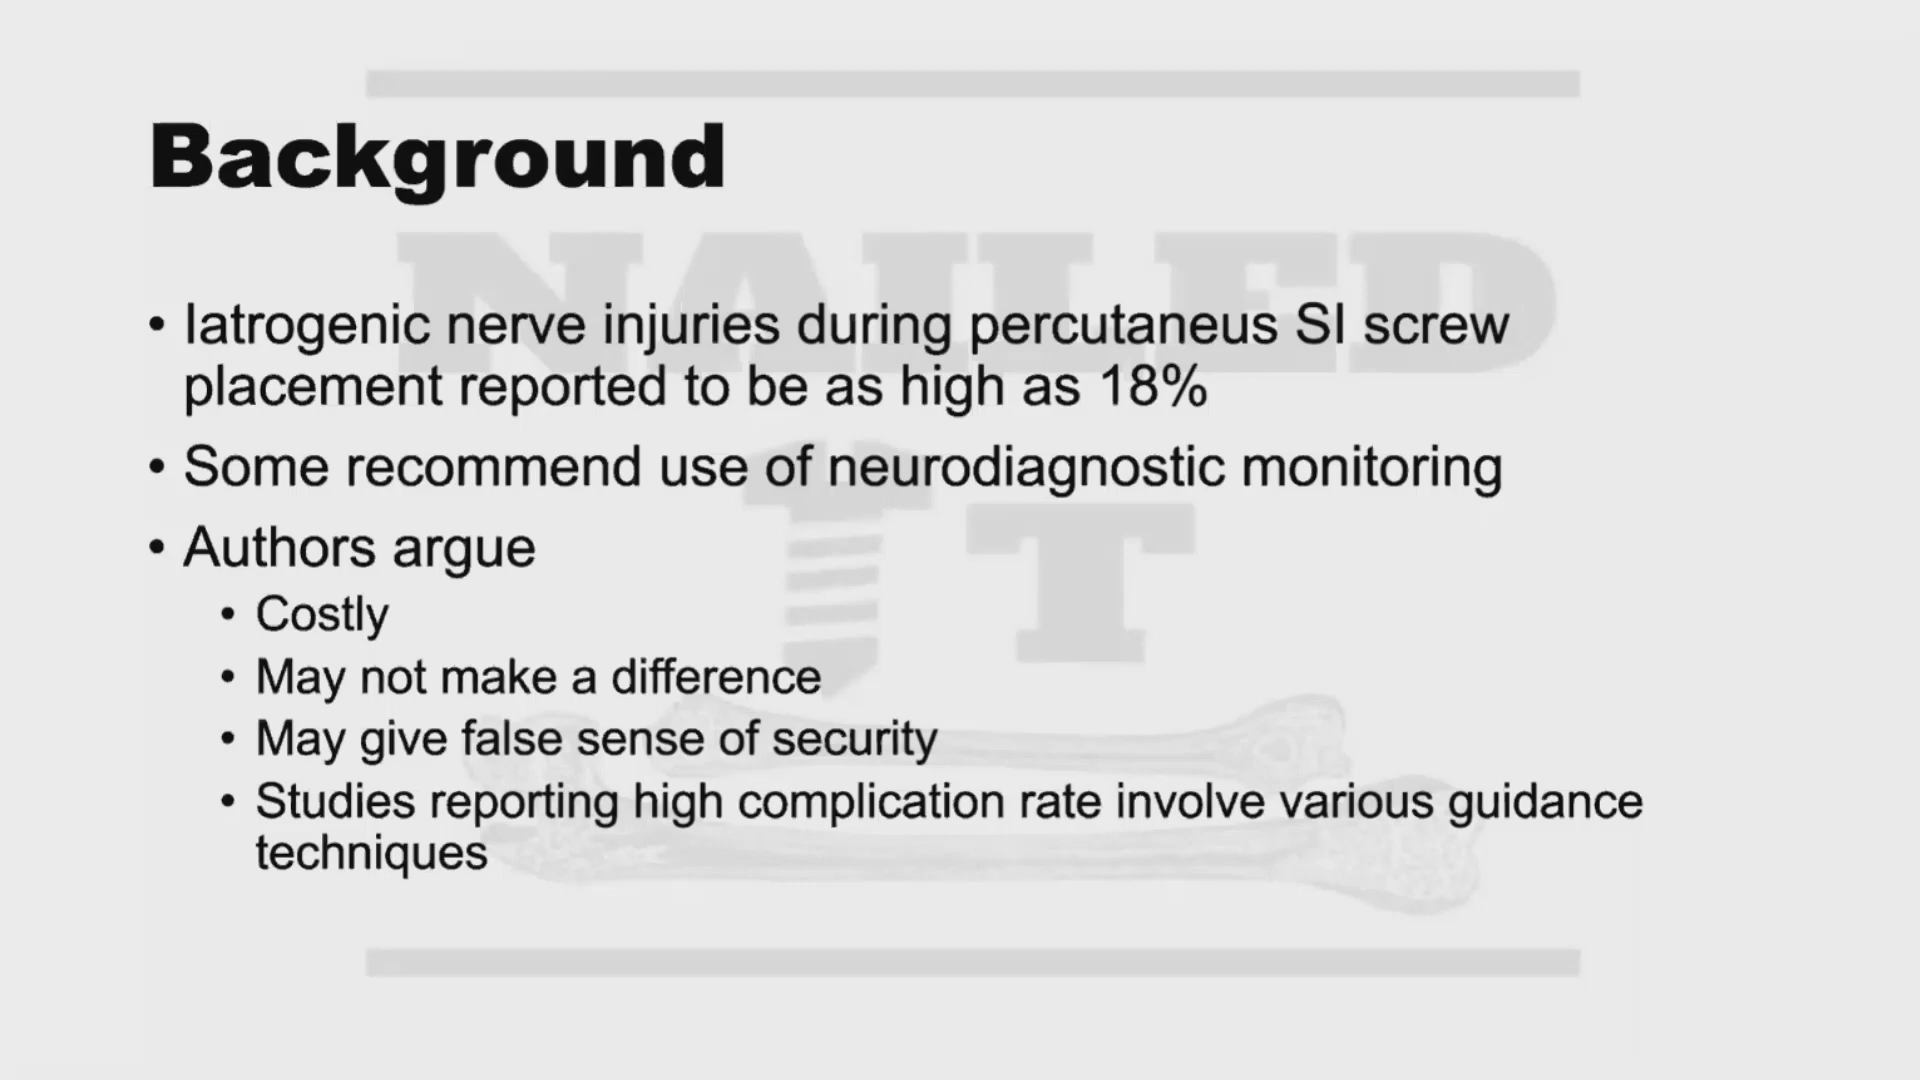 Background
NAILED
• Iatrogenic nerve injuries during percutaneus SI screw
placement reported to be as high as 18%
• Some recommend use of neurodiagnostic monitoring
T
• Authors argue
• Costly
• May not make a difference
• May give false sense of security
• Studies reporting high complication rate involve various guidance
techniques